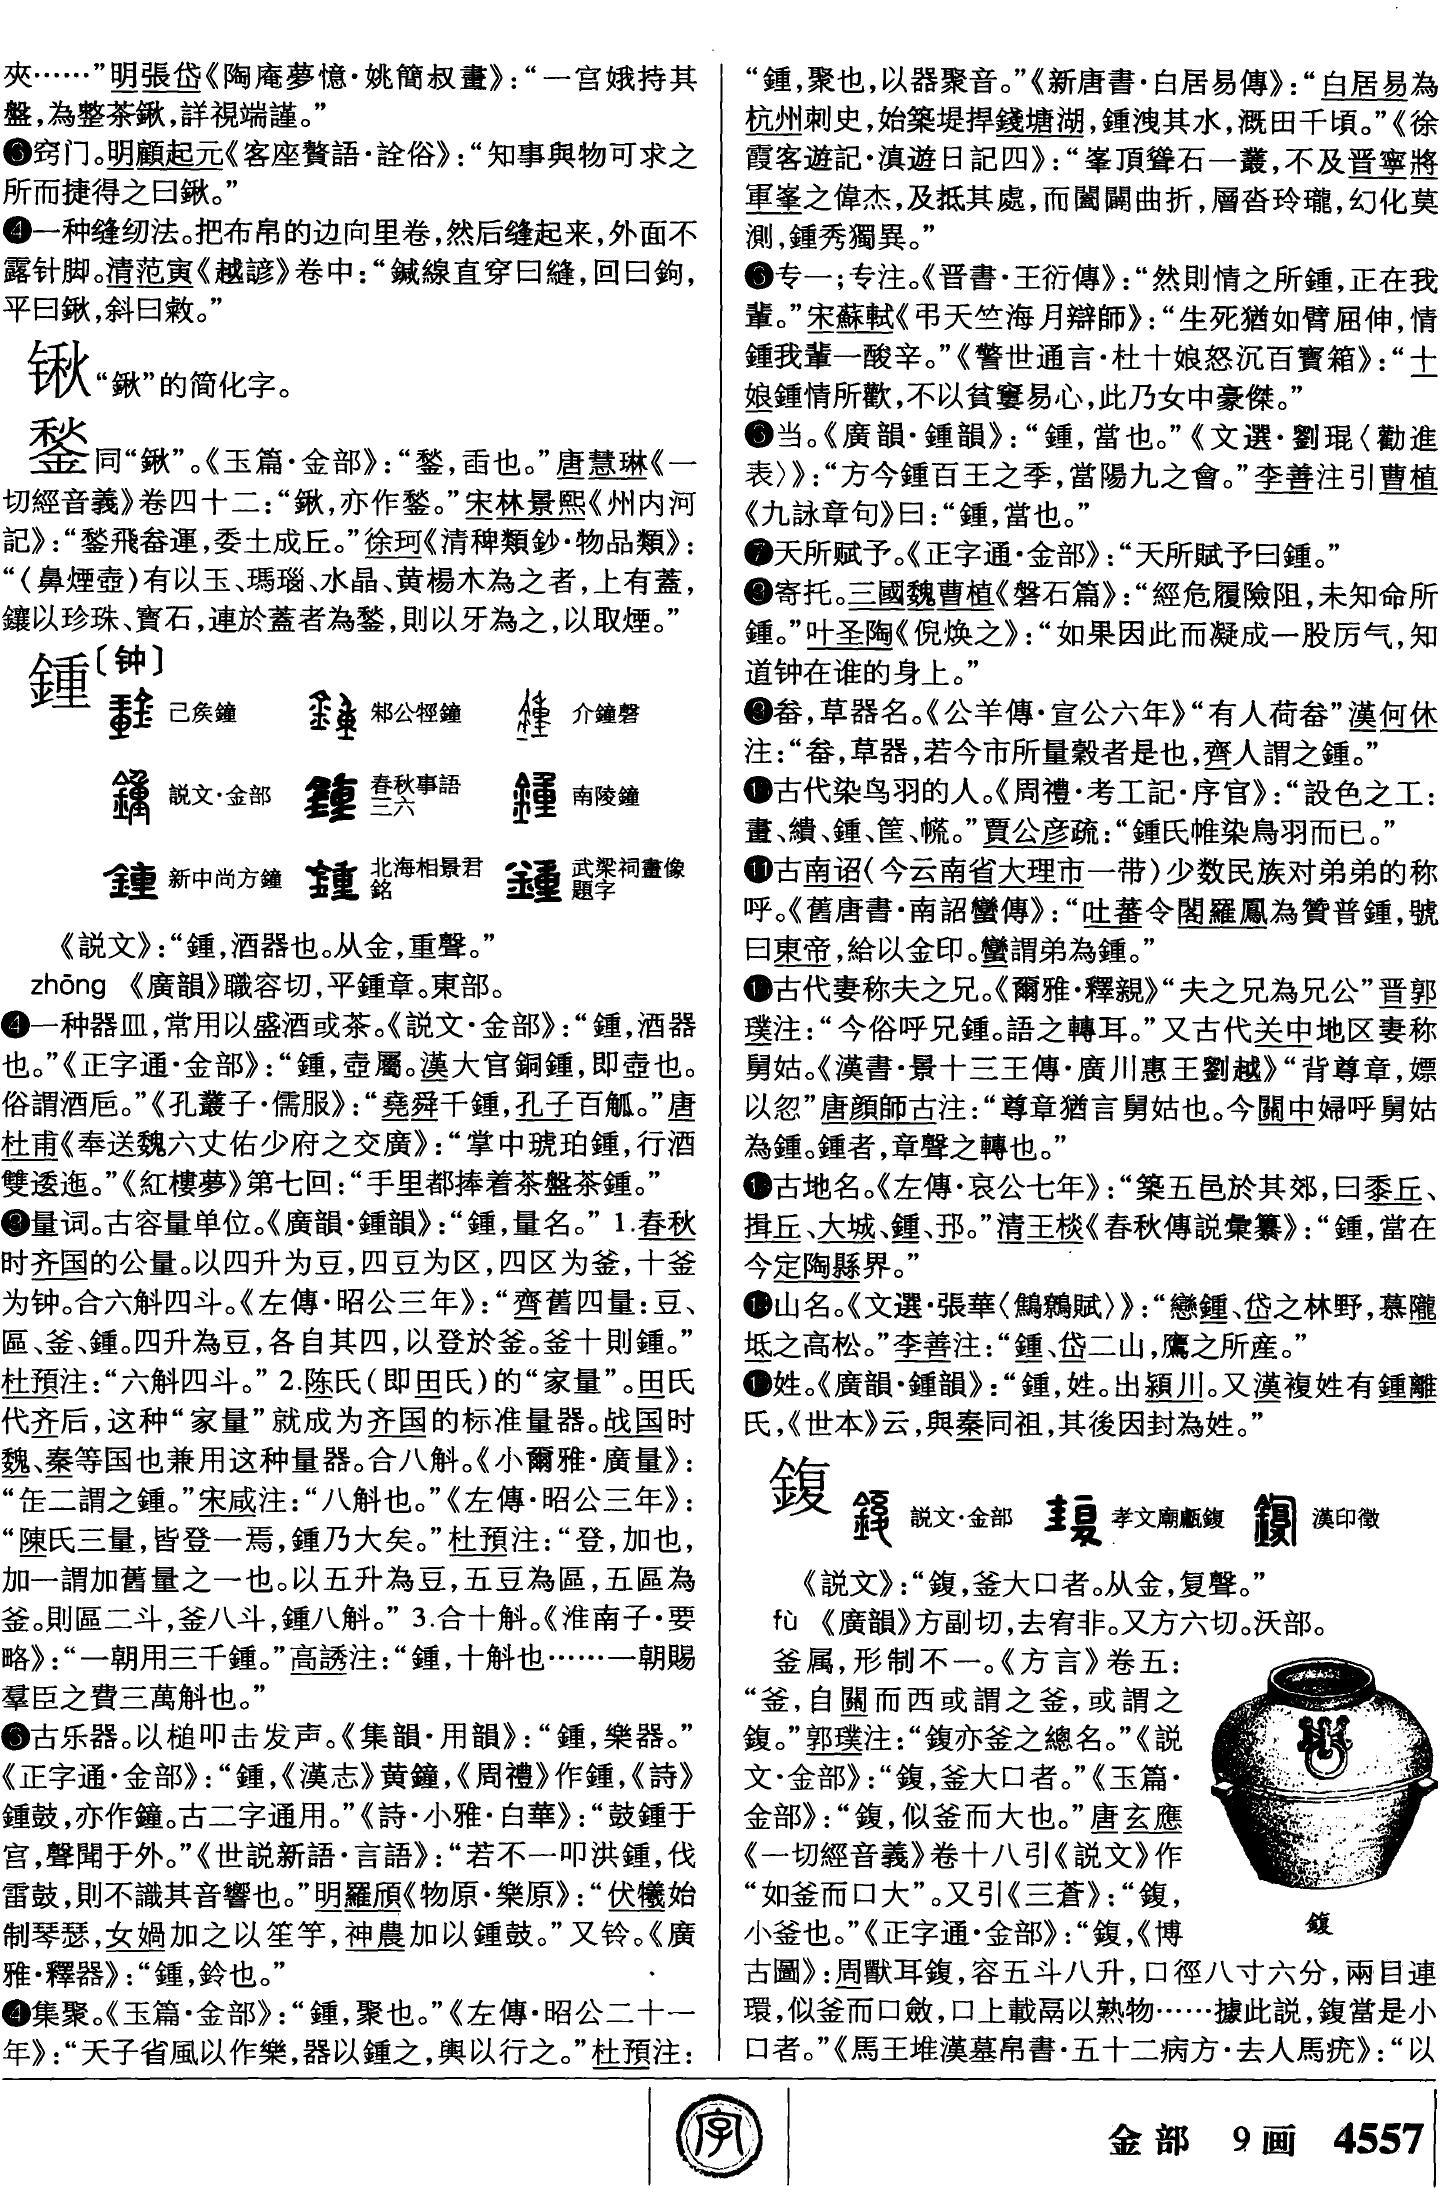 夾……”明張岱《陶庵夢憶·姚簡叔畫》：“一宫娥持其
盤，為整茶鍬，詳視端謹。”
❸窍门。明顧起元《客座贅語·詮俗》：“知事與物可求之
所而捷得之曰鍬。”
❹一种缝纫法。把布帛的边向里卷，然后缝起来，外面不
露针脚。清范寅《越諺》卷中：“鍼線直穿曰縫，回曰鉤，
平曰鍬，斜曰敹。”
锹 “鍬”的简化字。
鍫 同“鍬”。《玉篇·金部》：“鍫，臿也。”唐慧琳《一
切經音義》卷四十二：“鍬，亦作鍫。”宋林景熙《州内河
記》：“鍫飛畚運，委土成丘。”徐珂《清稗類鈔·物品類》：
“（鼻煙壺）有以玉、瑪瑙、水晶、黄楊木為之者，上有蓋，
鑲以珍珠、寶石，連於蓋者為鍫，則以牙為之，以取煙。”
鍾〔钟〕
己矦鐘 邾公牼鐘 介鐘磬
説文·金部 春秋事語三六 南陵鐘
新中尚方鐘 北海相景君銘 武梁祠畫像題字
《説文》：“鍾，酒器也。从金，重聲。”
zhōng 《廣韻》職容切，平鍾章。東部。
❶一种器皿，常用以盛酒或茶。《説文·金部》：“鍾，酒器
也。”《正字通·金部》：“鍾，壺屬。漢大官銅鍾，即壺也。
俗謂酒卮。”《孔叢子·儒服》：“堯舜千鍾，孔子百觚。”唐
杜甫《奉送魏六丈佑少府之交廣》：“掌中琥珀鍾，行酒
雙逶迤。”《紅樓夢》第七回：“手里都捧着茶盤茶鍾。”
❷量词。古容量单位。《廣韻·鍾韻》：“鍾，量名。” 1.春秋
时齐国的公量。以四升为豆，四豆为区，四区为釜，十釜
为钟。合六斛四斗。《左傳·昭公三年》：“齊舊四量：豆、
區、釜、鍾。四升為豆，各自其四，以登於釜。釜十則鍾。”
杜預注：“六斛四斗。” 2.陈氏（即田氏）的“家量”。田氏
代齐后，这种“家量”就成为齐国的标准量器。战国时
魏、秦等国也兼用这种量器。合八斛。《小爾雅·廣量》：
“缶二謂之鍾。”宋咸注：“八斛也。”《左傳·昭公三年》：
“陳氏三量，皆登一焉，鍾乃大矣。”杜預注：“登，加也，
加一謂加舊量之一也。以五升為豆，五豆為區，五區為
釜。則區二斗，釜八斗，鍾八斛。” 3.合十斛。《淮南子·要
略》：“一朝用三千鍾。”高誘注：“鍾，十斛也……一朝賜
羣臣之費三萬斛也。”
❸古乐器。以槌叩击发声。《集韻·用韻》：“鍾，樂器。”
《正字通·金部》：“鍾，《漢志》黄鐘，《周禮》作鍾，《詩》
鍾鼓，亦作鐘。古二字通用。”《詩·小雅·白華》：“鼓鍾于
宫，聲聞于外。”《世説新語·言語》：“若不一叩洪鍾，伐
雷鼓，則不識其音響也。”明羅頎《物原·樂原》：“伏犧始
制琴瑟，女媧加之以笙竽，神農加以鍾鼓。”又铃。《廣
雅·釋器》：“鍾，鈴也。”
❹集聚。《玉篇·金部》：“鍾，聚也。”《左傳·昭公二十一
年》：“天子省風以作樂，器以鍾之，輿以行之。”杜預注：
“鍾，聚也，以器聚音。”《新唐書·白居易傳》：“白居易為
杭州刺史，始築堤捍錢塘湖，鍾洩其水，溉田千頃。”《徐
霞客遊記·滇遊日記四》：“峯頂聳石一叢，不及晋寧將
軍峯之偉杰，及抵其處，而闔闢曲折，層沓玲瓏，幻化莫
測，鍾秀獨異。”
❺专一；专注。《晋書·王衍傳》：“然則情之所鍾，正在我
輩。”宋蘇軾《弔天竺海月辯師》：“生死猶如臂屈伸，情
鍾我輩一酸辛。”《警世通言·杜十娘怒沉百寶箱》：“十
娘鍾情所歡，不以貧窶易心，此乃女中豪傑。”
❻当。《廣韻·鍾韻》：“鍾，當也。”《文選·劉琨〈勸進
表〉》：“方今鍾百王之季，當陽九之會。”李善注引曹植
《九詠章句》曰：“鍾，當也。”
❼天所赋予。《正字通·金部》：“天所賦予曰鍾。”
❽寄托。三國魏曹植《磐石篇》：“經危履險阻，未知命所
鍾。”叶圣陶《倪焕之》：“如果因此而凝成一股厉气，知
道钟在谁的身上。”
❾畚，草器名。《公羊傳·宣公六年》“有人荷畚”漢何休
注：“畚，草器，若今市所量穀者是也，齊人謂之鍾。”
❿古代染鸟羽的人。《周禮·考工記·序官》：“設色之工：
畫、繢、鍾、筐、㡛。”賈公彦疏：“鍾氏惟染鳥羽而已。”
⓫古南诏（今云南省大理市一带）少数民族对弟弟的称
呼。《舊唐書·南詔蠻傳》：“吐蕃令閣羅鳳為贊普鍾，號
曰東帝，給以金印。蠻謂弟為鍾。”
⓬古代妻称夫之兄。《爾雅·釋親》“夫之兄為兄公”晋郭
璞注：“今俗呼兄鍾。語之轉耳。”又古代关中地区妻称
舅姑。《漢書·景十三王傳·廣川惠王劉越》“背尊章，嫖
以忽”唐顔師古注：“尊章猶言舅姑也。今關中婦呼舅姑
為鍾。鍾者，章聲之轉也。”
⓭古地名。《左傳·哀公七年》：“築五邑於其郊，曰黍丘、
揖丘、大城、鍾、邘。”清王棪《春秋傳説彙纂》：“鍾，當在
今定陶縣界。”
⓮山名。《文選·張華〈鷦鷯賦〉》：“戀鍾、岱之林野，慕隴
坻之高松。”李善注：“鍾、岱二山，鷹之所産。”
⓯姓。《廣韻·鍾韻》：“鍾，姓。出潁川。又漢複姓有鍾離
氏，《世本》云，與秦同祖，其後因封為姓。”
鍑
説文·金部 孝文廟甗鍑 漢印徵
《説文》：“鍑，釜大口者。从金，复聲。”
fù 《廣韻》方副切，去宥非。又方六切。沃部。
釜属，形制不一。《方言》卷五：
“釜，自關而西或謂之釜，或謂之
鍑。”郭璞注：“鍑亦釜之總名。”《説
文·金部》：“鍑，釜大口者。”《玉篇·
金部》：“鍑，似釜而大也。”唐玄應
《一切經音義》卷十八引《説文》作
“如釜而口大”。又引《三蒼》：“鍑，
小釜也。”《正字通·金部》：“鍑，《博
古圖》：周獸耳鍑，容五斗八升，口徑八寸六分，兩目連
環，似釜而口斂，口上載鬲以熟物……據此説，鍑當是小
口者。”《馬王堆漢墓帛書·五十二病方·去人馬疣》：“以
鍑
字
金部 9画 4557